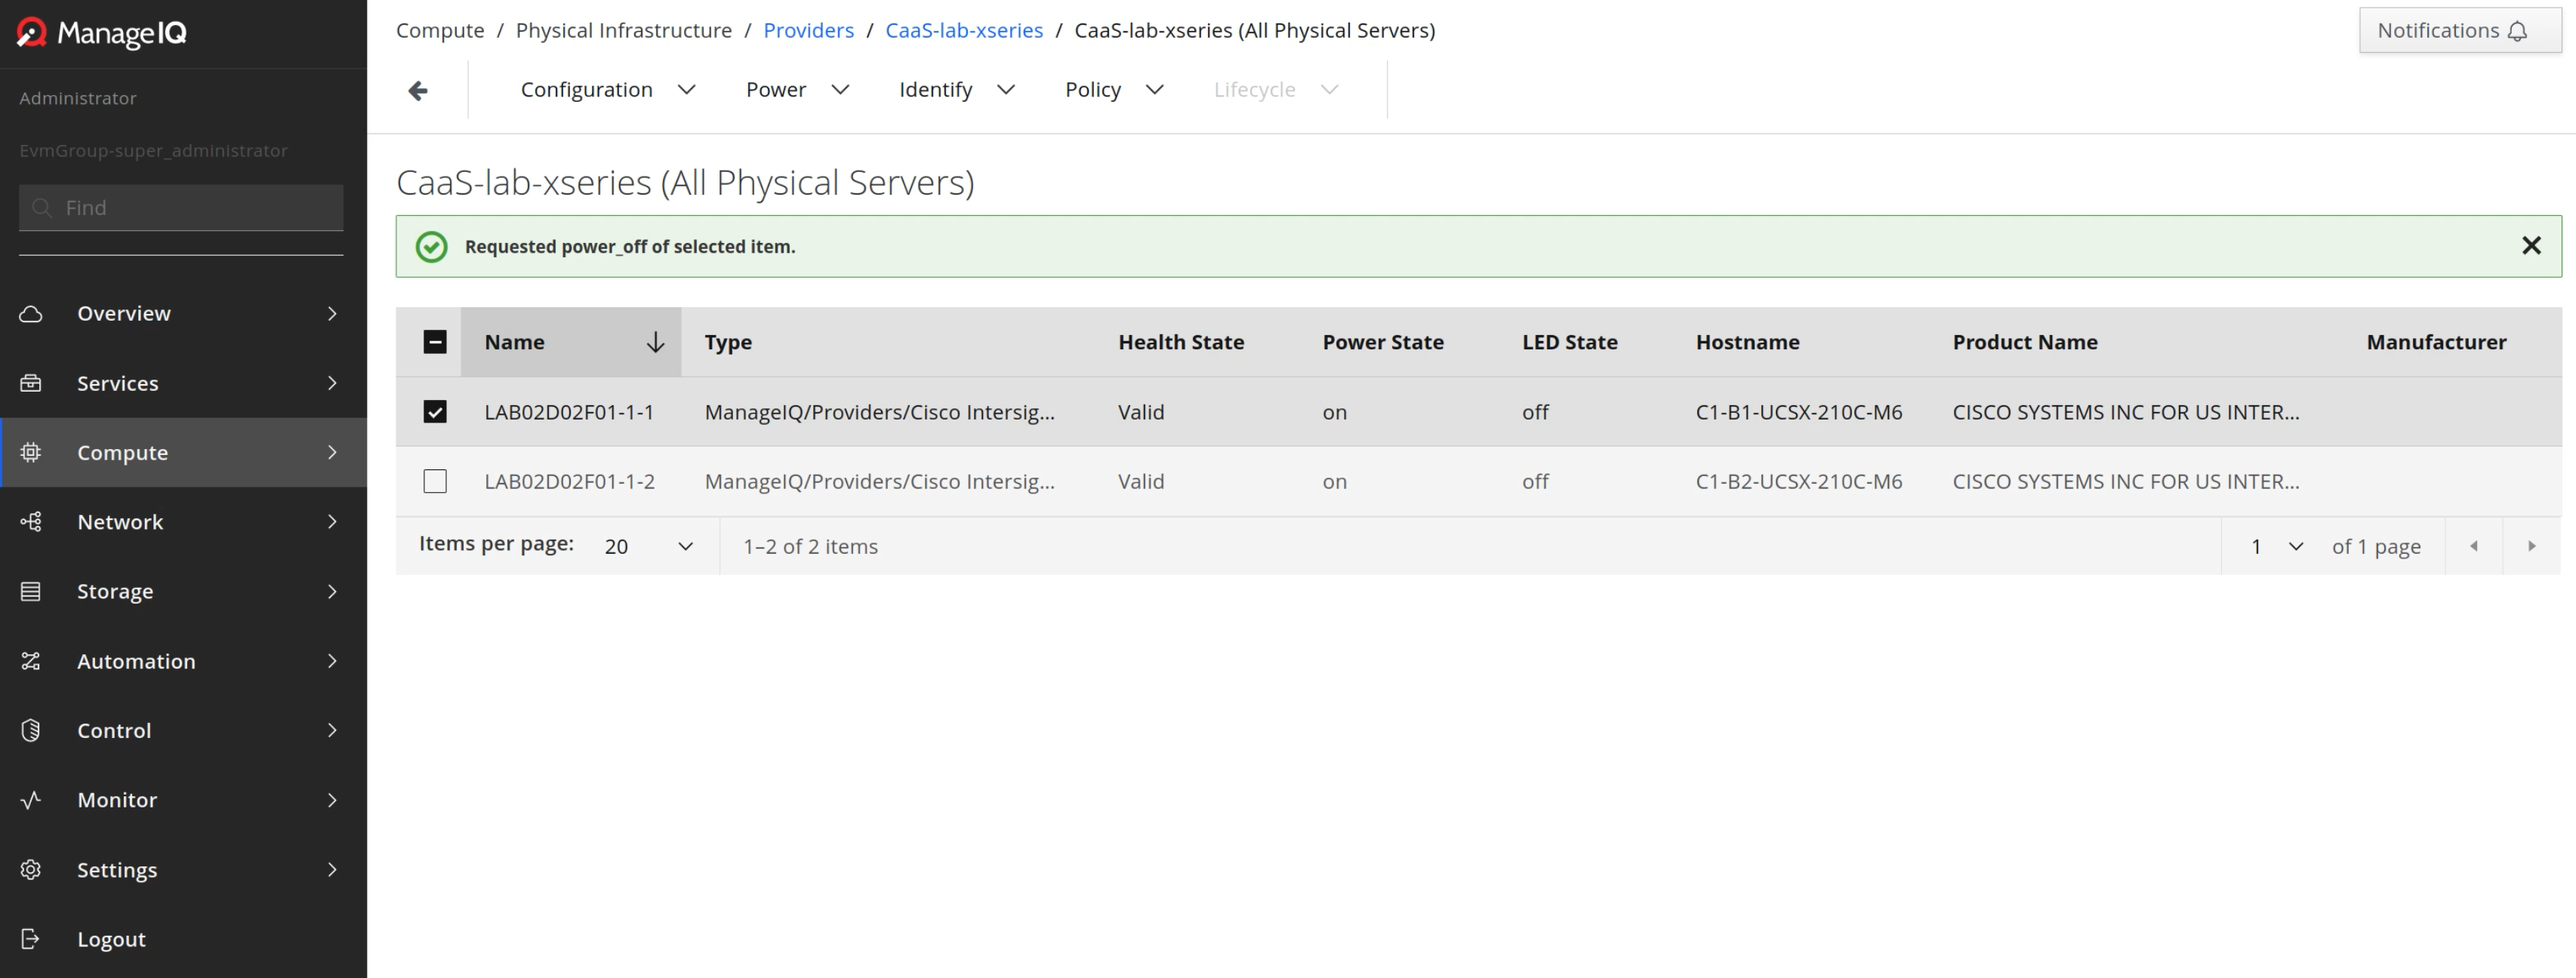 ManageIQ
Administrator
EvmGroup-super_administrator
Find
Overview
Services
Compute
Network
Storage
Automation
Control
Monitor
Settings
Logout
Compute / Physical Infrastructure / Providers / CaaS-lab-xseries / CaaS-lab-xseries (All Physical Servers)
Notifications
Configuration Power Identify Policy Lifecycle
CaaS-lab-xseries (All Physical Servers)
Requested power_off of selected item.
Name Type Health State Power State LED State Hostname Product Name Manufacturer
LAB02D02F01-1-1 ManageIQ/Providers/Cisco Intersig... Valid on off C1-B1-UCSX-210C-M6 CISCO SYSTEMS INC FOR US INTER...
LAB02D02F01-1-2 ManageIQ/Providers/Cisco Intersig... Valid on off C1-B2-UCSX-210C-M6 CISCO SYSTEMS INC FOR US INTER...
Items per page: 20 1–2 of 2 items 1 of 1 page